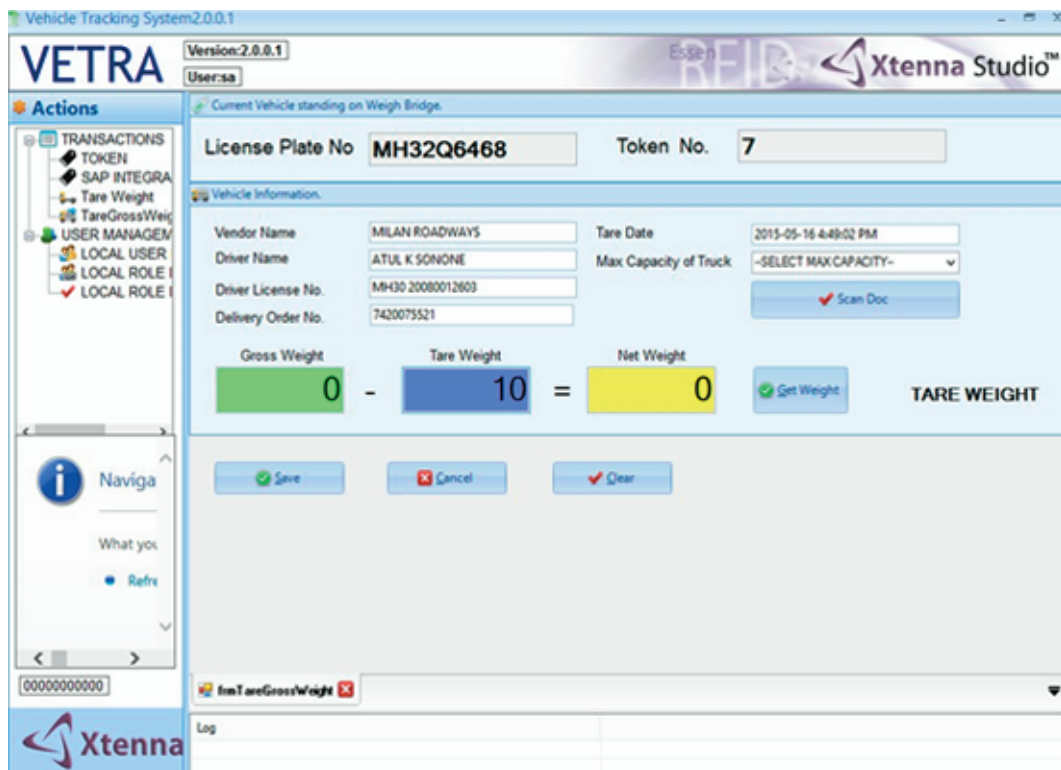 Vehicle Tracking System2.0.0.1
VETRA
Version:2.0.0.1
User:sa
Essen
RFID
Xtenna Studio™
Actions
TRANSACTIONS
TOKEN
SAP INTEGRA
Tare Weight
TareGrossWeig
USER MANAGEM
LOCAL USER
LOCAL ROLE I
LOCAL ROLE I
Naviga
What you
Refre
00000000000
Xtenna
Current Vehicle standing on Weigh Bridge.
License Plate No MH32Q6468 Token No. 7
Vehicle Information.
Vendor Name MILAN ROADWAYS Tare Date 2015-05-16 4:49:02 PM
Driver Name ATUL K SONONE Max Capacity of Truck --SELECT MAX CAPACITY--
Driver License No. MH30 20080012603 Scan Doc
Delivery Order No. 7420075521
Gross Weight Tare Weight Net Weight
0 - 10 = 0 Get Weight TARE WEIGHT
Save Cancel Clear
frmTareGrossWeight
Log